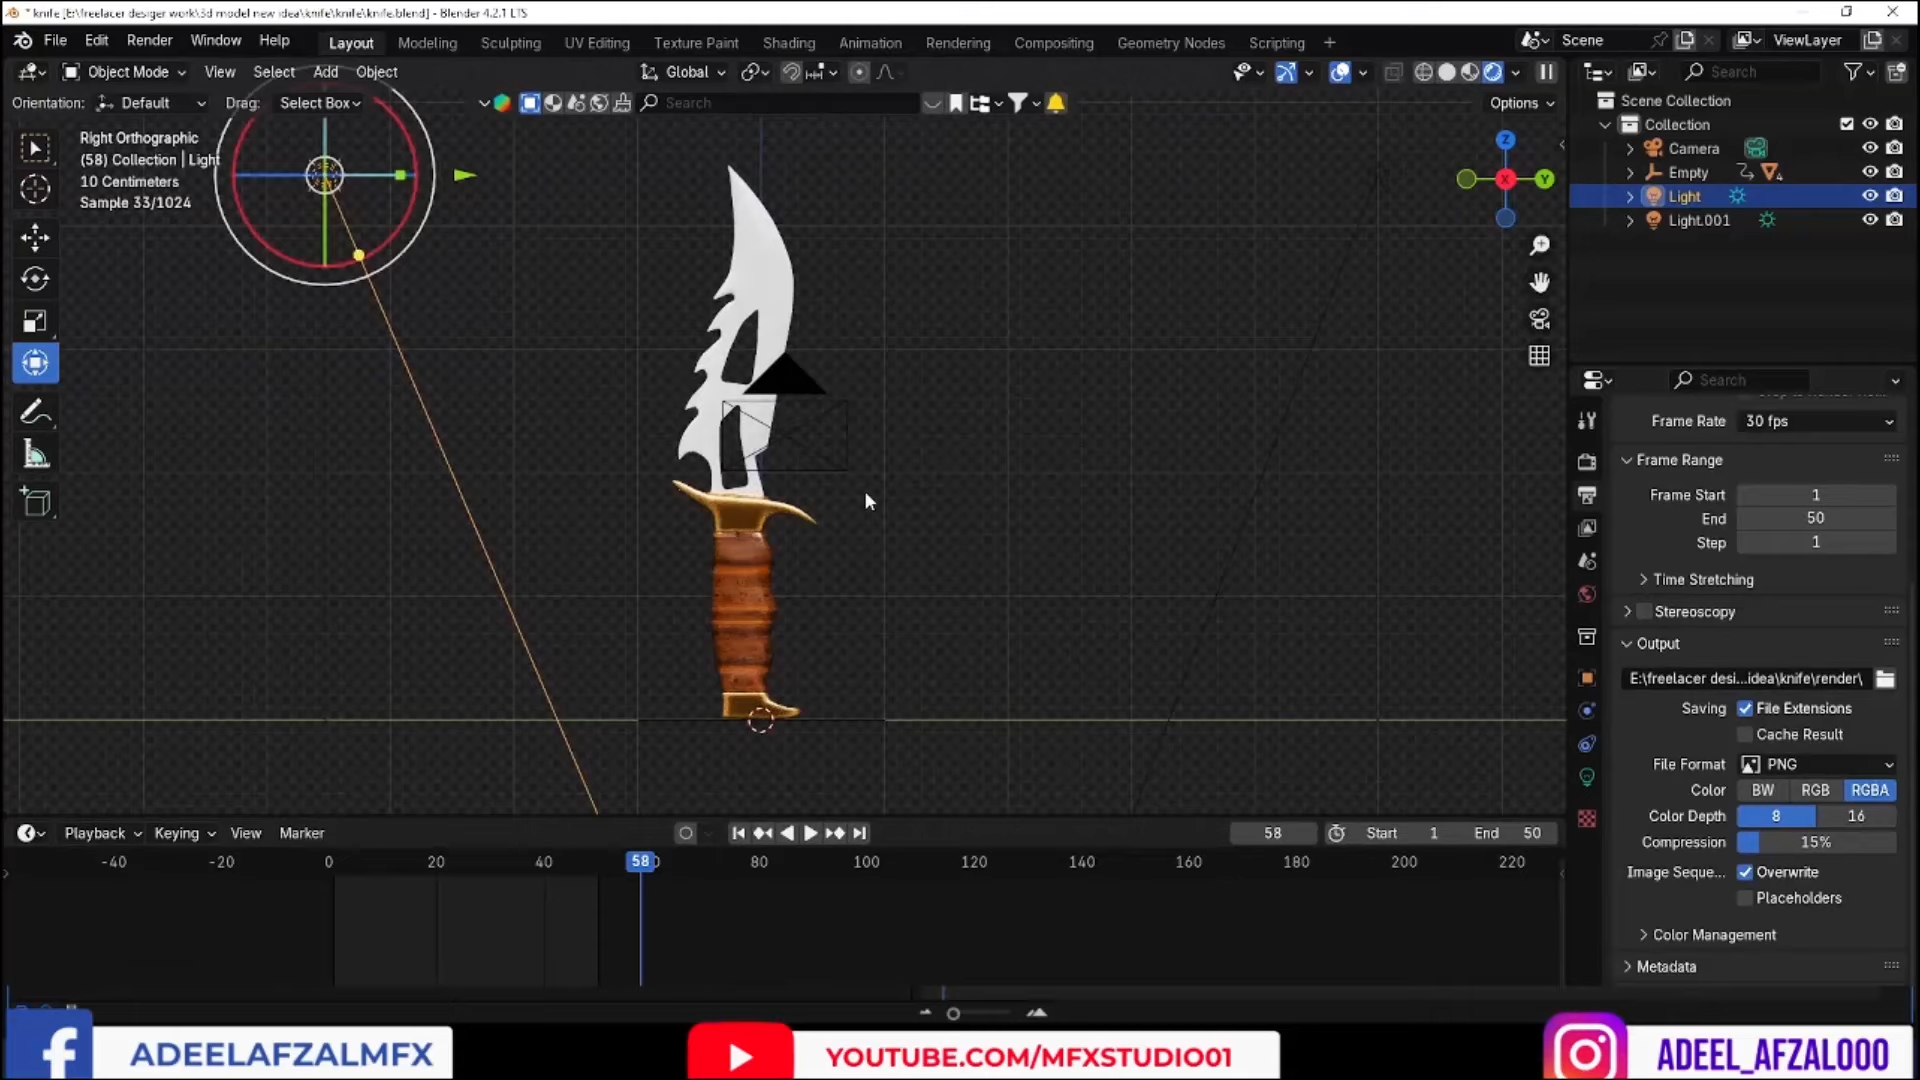 * knife [E:\freelacer desiger work\3d model new idea\knife\knife\knife.blend] - Blender 4.2.1 LTS
File Edit Render Window Help Layout Modeling Sculpting UV Editing Texture Paint Shading Animation Rendering Compositing Geometry Nodes Scripting + Scene ViewLayer
Object Mode View Select Add Object Global Search
Orientation: Default Drag: Select Box Search Options
Right Orthographic
(58) Collection | Light
10 Centimeters
Sample 33/1024
Z
X
Y
Scene Collection
Collection
Camera
Empty 4
Light
Light.001
Search
Frame Rate 30 fps
Frame Range
Frame Start 1
End 50
Step 1
Time Stretching
Stereoscopy
Output
E:\freelacer desi...idea\knife\render\
Saving File Extensions
Cache Result
File Format PNG
Color BW RGB RGBA
Color Depth 8 16
Compression 15%
Image Seque... Overwrite
Placeholders
Color Management
Metadata
Playback Keying View Marker 58 Start 1 End 50
-40 -20 0 20 40 58 80 100 120 140 160 180 200 220
ADEELAFZALMFX
YOUTUBE.COM/MFXSTUDIO01
ADEEL_AFZAL000